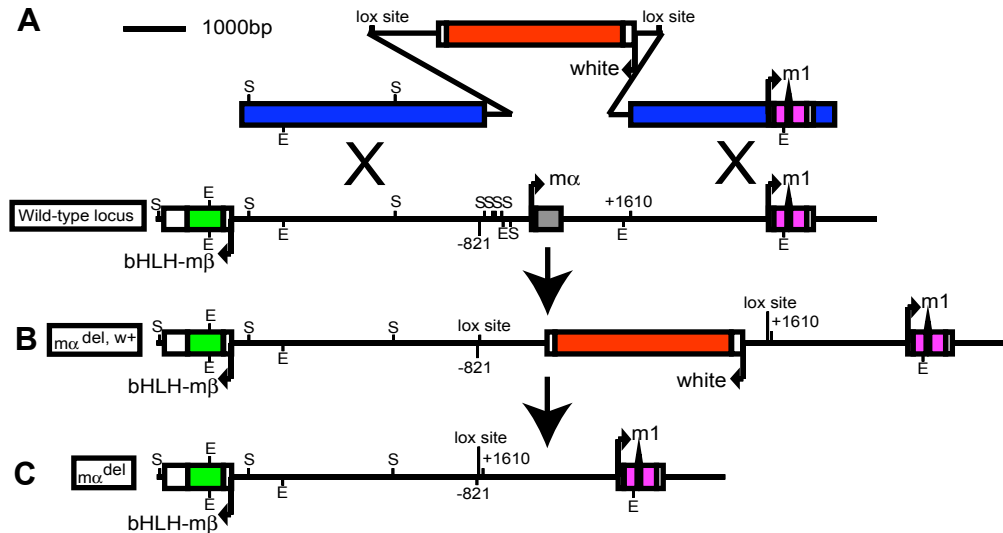 A
1000bp
lox site
lox site
white
m1
S
S
E
E
X
X
Wild-type locus
S
E
S
S
SSSS
mα
+1610
m1
E
E
-821
ES
E
E
bHLH-mβ
B
mα del, w+
S
E
S
S
lox site
lox site
+1610
m1
E
E
-821
white
E
bHLH-mβ
C
mα del
S
E
S
S
lox site
+1610
m1
E
E
-821
E
bHLH-mβ